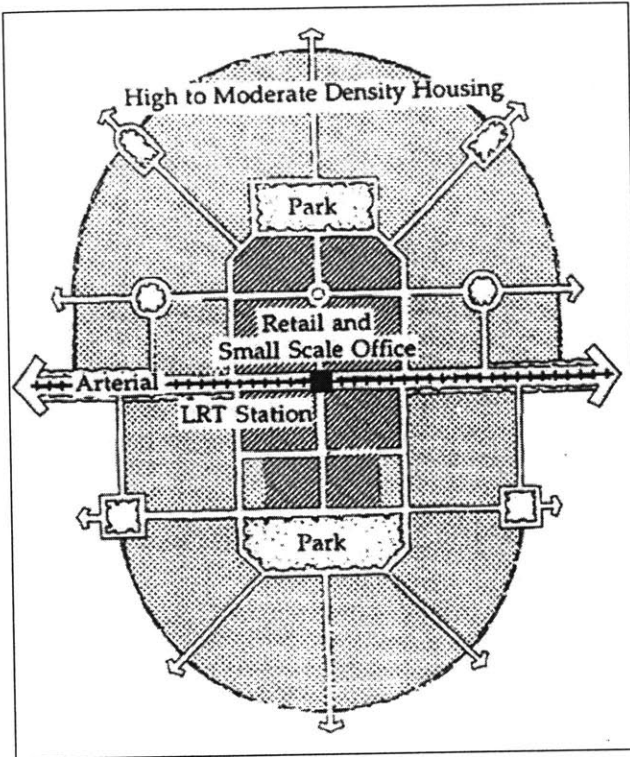 High to Moderate Density Housing
Park
Retail and
Small Scale Office
Arterial
LRT Station
Park